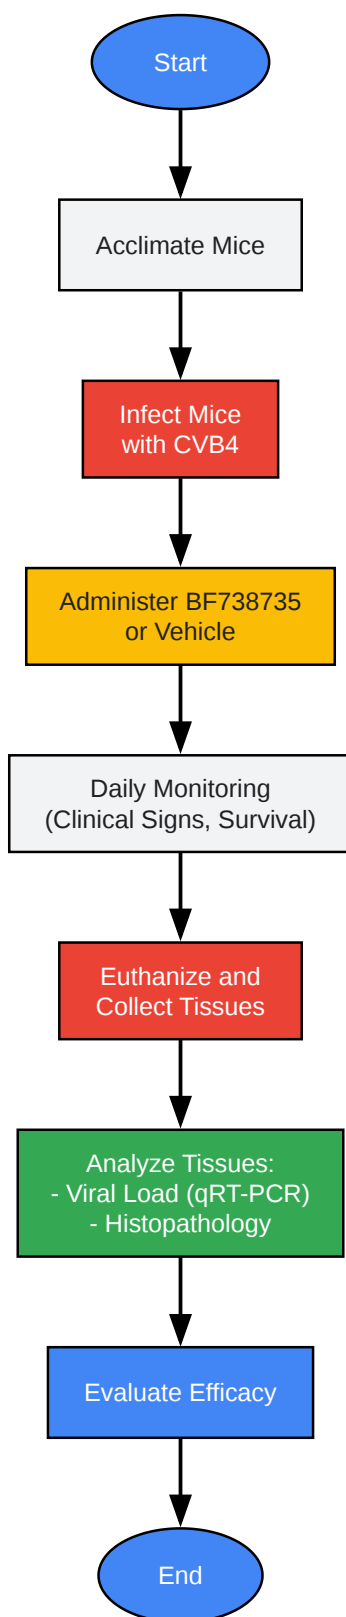 Start
Acclimate Mice
Infect Mice
with CVB4
Administer BF738735
or Vehicle
Daily Monitoring
(Clinical Signs, Survival)
Euthanize and
Collect Tissues
Analyze Tissues:
- Viral Load (qRT-PCR)
- Histopathology
Evaluate Efficacy
End